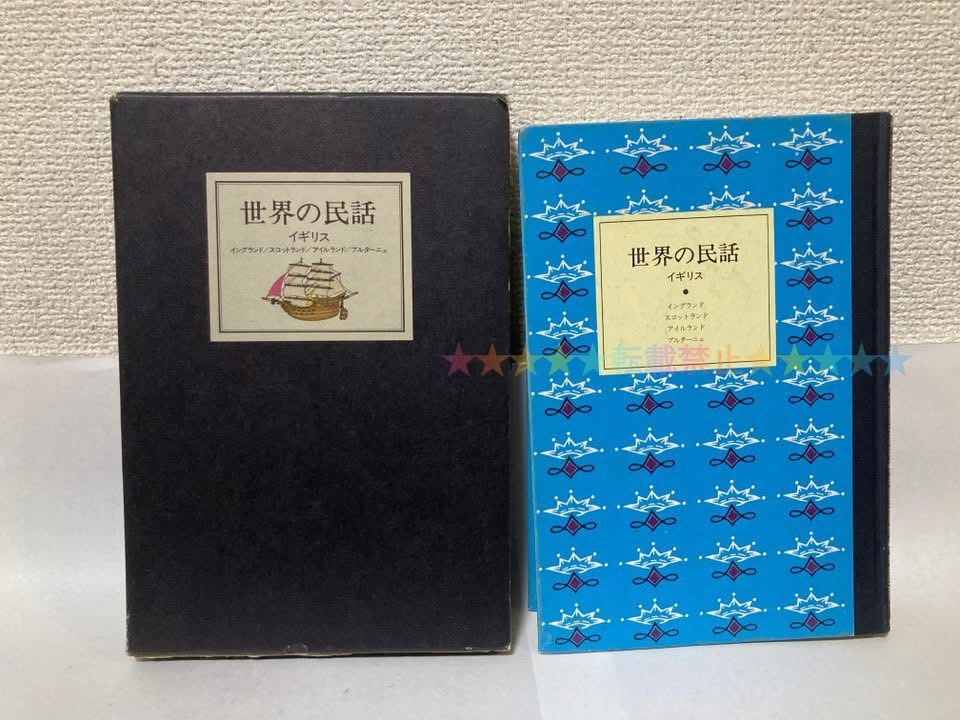 世界の民話
イギリス
イングランド/スコットランド/アイルランド/ブルターニュ
世界の民話
イギリス
●
イングランド
スコットランド
アイルランド
ブルターニュ
★★★★★転載禁止★★★★★